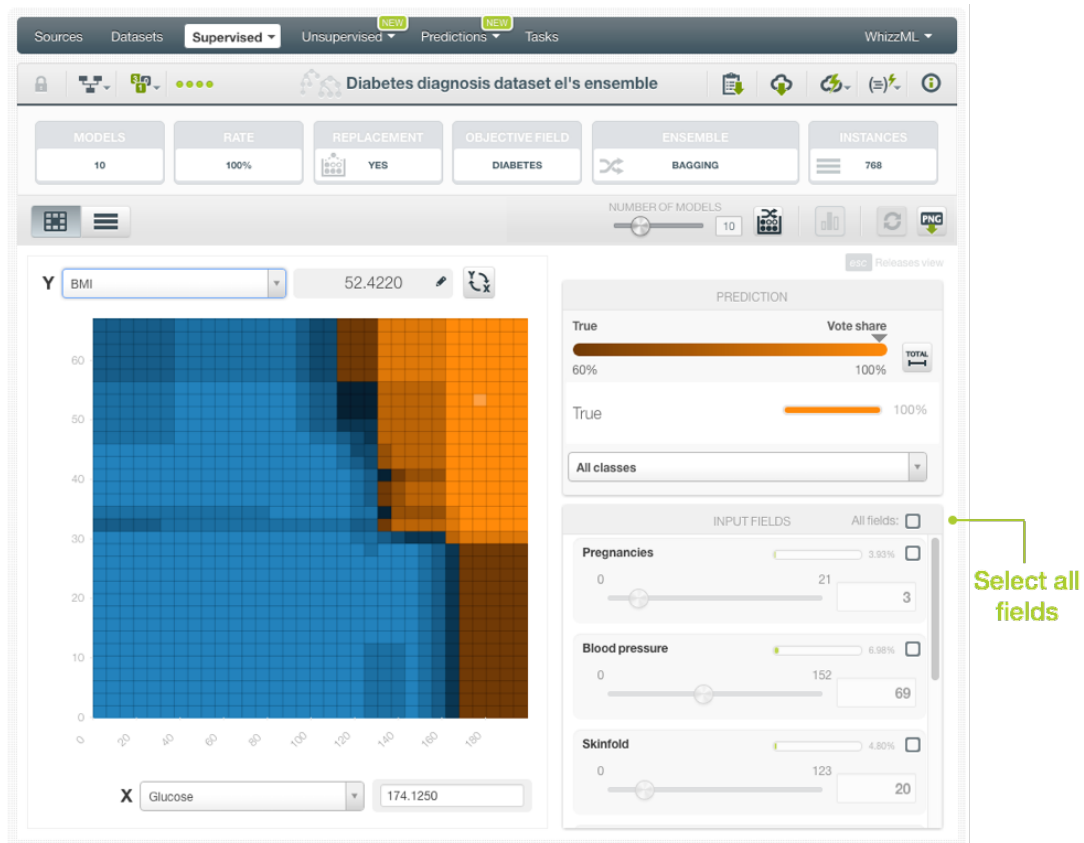 NEW NEW
Sources Datasets Supervised Unsupervised Predictions Tasks WhizzML
Diabetes diagnosis dataset el's ensemble
MODELS RATE REPLACEMENT OBJECTIVE FIELD ENSEMBLE INSTANCES
10 100% YES DIABETES BAGGING 768
NUMBER OF MODELS
10 PNG
esc Releases view
Y BMI 52.4220 Y X
PREDICTION
True Vote share
TOTAL
60% 100%
True 100%
All classes
60
50
40
30
20
10
0
0 20 40 60 80 100 120 140 160 180
X Glucose 174.1250
INPUT FIELDS All fields:
Select all
fields
Pregnancies 3.93%
0 21
3
Blood pressure 6.98%
0 152
69
Skinfold 4.80%
0 123
20